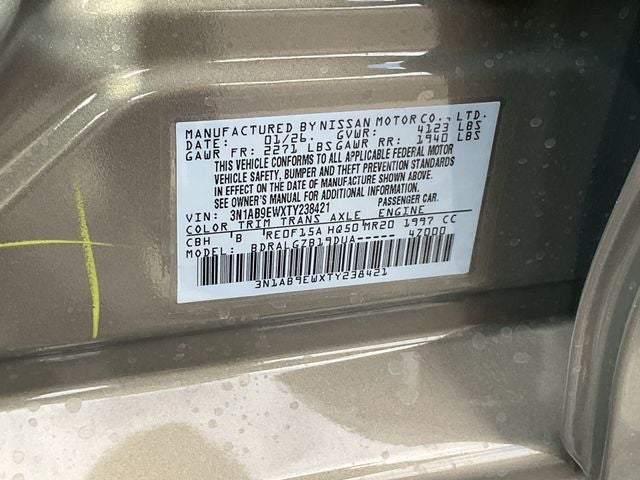 MANUFACTURED BY NISSAN MOTOR CO., LTD.
DATE: 01/26. GVWR: 4123 LBS
GAWR FR: 2271 LBS GAWR RR: 1940 LBS
THIS VEHICLE CONFORMS TO ALL APPLICABLE FEDERAL MOTOR
VEHICLE SAFETY, BUMPER, AND THEFT PREVENTION STANDARDS
IN EFFECT ON THE DATE OF MANUFACTURE SHOWN ABOVE.
SEE OWNER'S MANUAL FOR ADDITIONAL INFORMATION.
VIN: 3N1AB9EWXTY238421 PASSENGER CAR.
COLOR TRIM TRANS AXLE ENGINE
CBH 'B 'RE0F15A HQ50 MR20 1997 CC
MODEL: BDRALGZB19DUA----- 47000
3N1AB9EWXTY238421